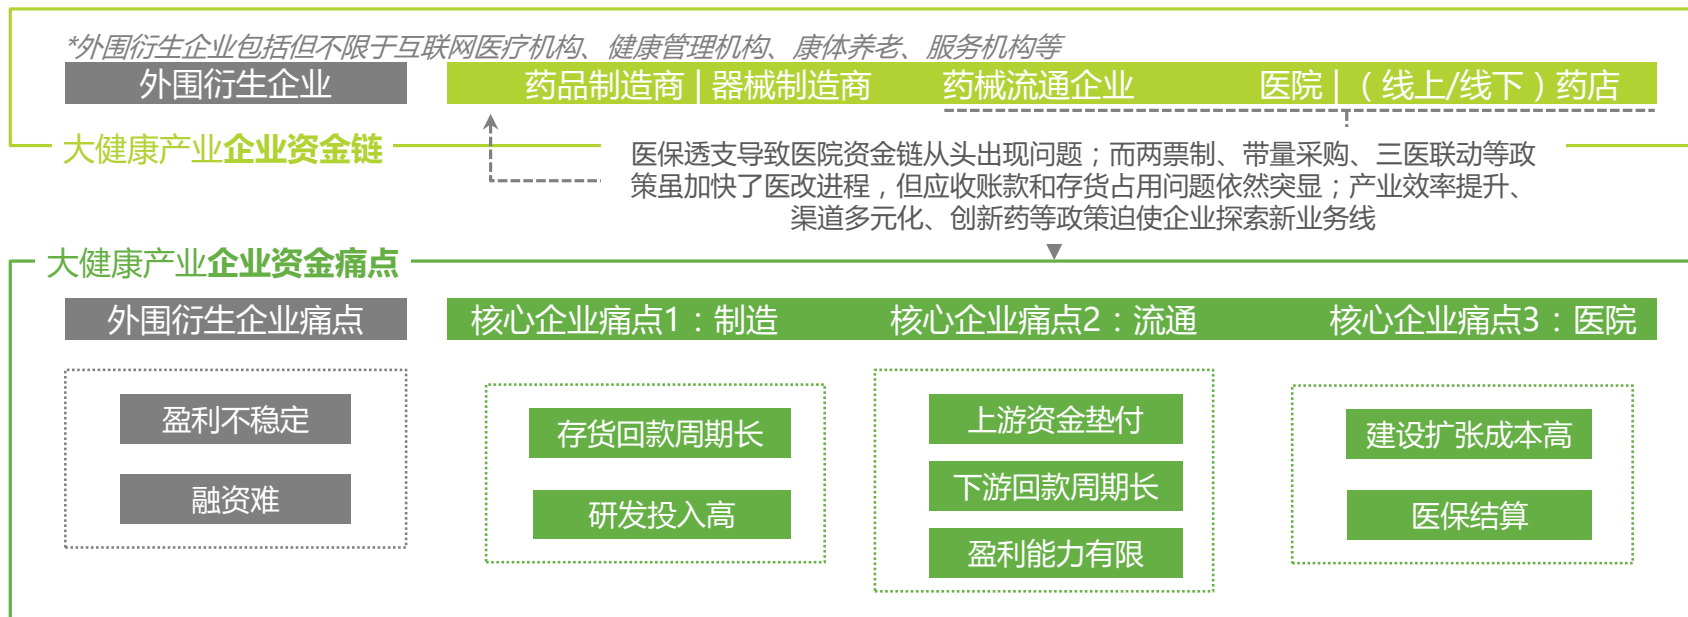 *外围衍生企业包括但不限于互联网医疗机构、健康管理机构、康体养老、服务机构等
外围衍生企业
药品制造商 | 器械制造商
药械流通企业
医院 | （线上/线下）药店
大健康产业企业资金链
医保透支导致医院资金链从头出现问题；而两票制、带量采购、三医联动等政
策虽加快了医改进程，但应收账款和存货占用问题依然突显；产业效率提升、
渠道多元化、创新药等政策迫使企业探索新业务线
大健康产业企业资金痛点
外围衍生企业痛点
核心企业痛点1：制造
核心企业痛点2：流通
核心企业痛点3：医院
盈利不稳定
融资难
存货回款周期长
研发投入高
上游资金垫付
下游回款周期长
盈利能力有限
建设扩张成本高
医保结算